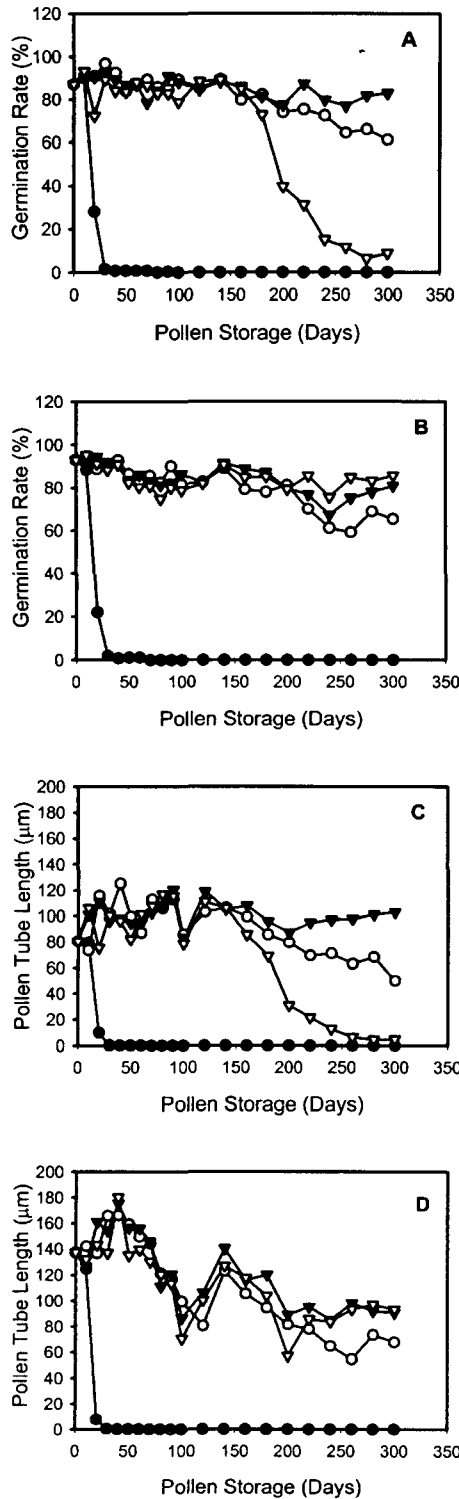 A
Germination Rate (%)
120
100
80
60
40
20
0
0 50 100 150 200 250 300 350
Pollen Storage (Days)
B
Germination Rate (%)
120
100
80
60
40
20
0
0 50 100 150 200 250 300 350
Pollen Storage (Days)
C
Pollen Tube Length (μm)
200
180
160
140
120
100
80
60
40
20
0
0 50 100 150 200 250 300 350
Pollen Storage (Days)
D
Pollen Tube Length (μm)
200
180
160
140
120
100
80
60
40
20
0
0 50 100 150 200 250 300 350
Pollen Storage (Days)